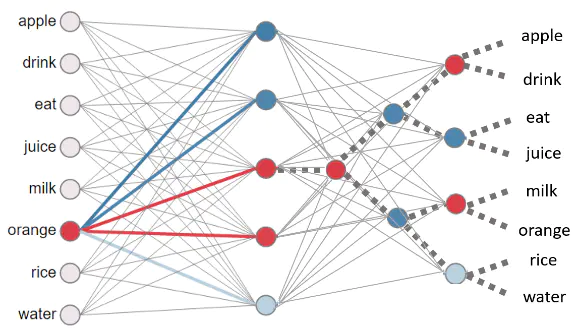 apple
drink
eat
juice
milk
orange
rice
water
apple
drink
eat
juice
milk
orange
rice
water